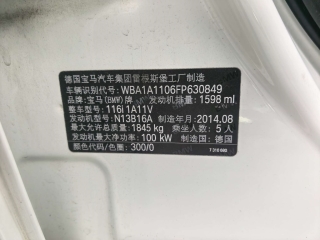 德国宝马汽车集团雷根斯堡工厂制造
车辆识别代号: WBA1A1106FP630849
品牌: 宝马(BMW)牌 发动机排量: 1598 ml
整车型号: 116i 1A11V
发动机型号: N13B16A 制造年月: 2014.08
最大允许总质量: 1845 kg 乘坐人数: 5 人
发动机最大净功率: 100 kW 制造国: 德国
颜色代码/色圈: 300/0